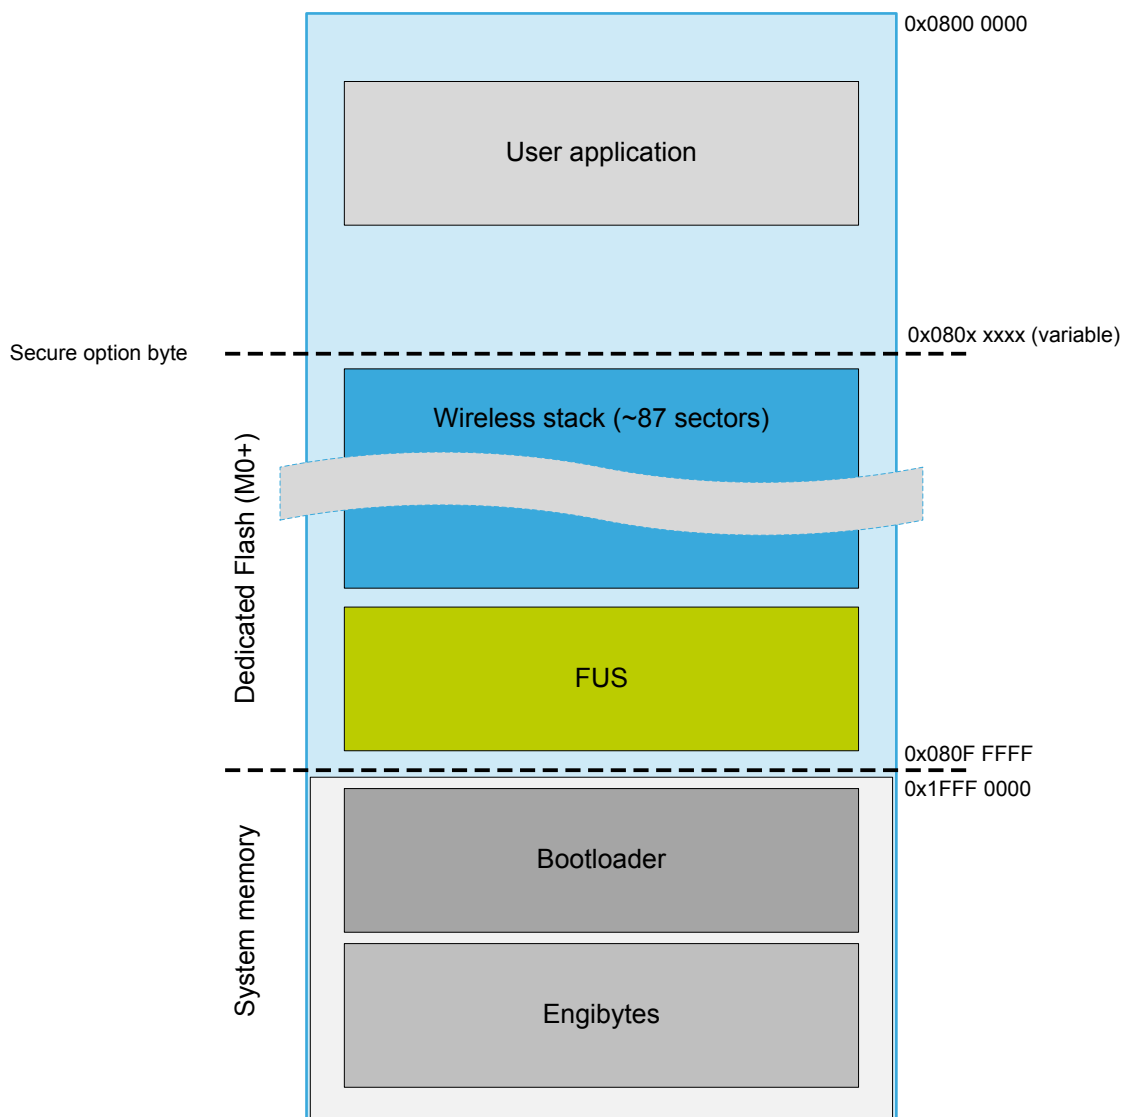 0x0800 0000
User application
0x080x xxxx (variable)
Secure option byte
Wireless stack (~87 sectors)
Dedicated Flash (M0+)
FUS
0x080F FFFF
0x1FFF 0000
Bootloader
System memory
Engibytes